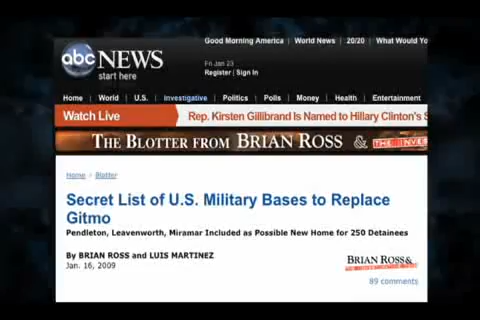 Good Morning America | World News | 20/20 | What Would Yo
abc NEWS
start here
Fri Jan 23
Register | Sign In
Home | World | U.S. | Investigative | Politics | Polls | Money | Health | Entertainment
Watch Live
Rep. Kirsten Gillibrand Is Named to Hillary Clinton's S
THE BLOTTER FROM BRIAN ROSS & THE INVES
Home / Blotter
Secret List of U.S. Military Bases to Replace
Gitmo
Pendleton, Leavenworth, Miramar Included as Possible New Home for 250 Detainees
By BRIAN ROSS and LUIS MARTINEZ
Jan. 16, 2009
BRIAN ROSS&
89 comments